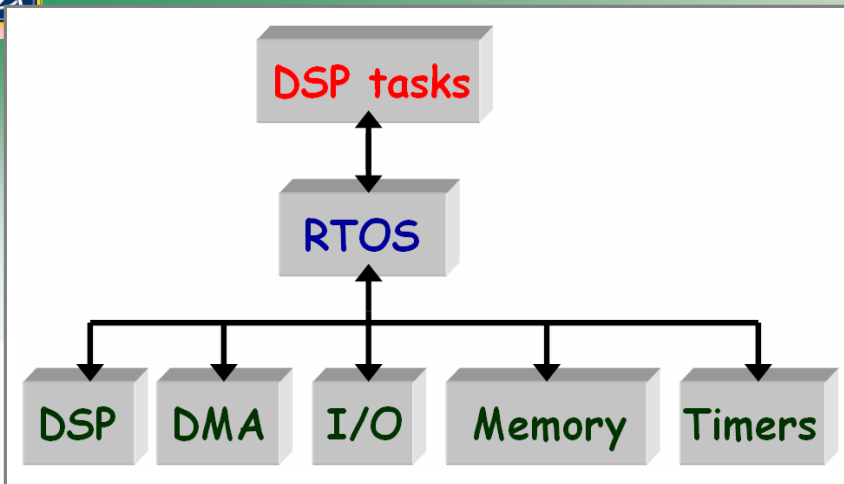 DSP tasks
RTOS
DSP
DMA
I/O
Memory
Timers